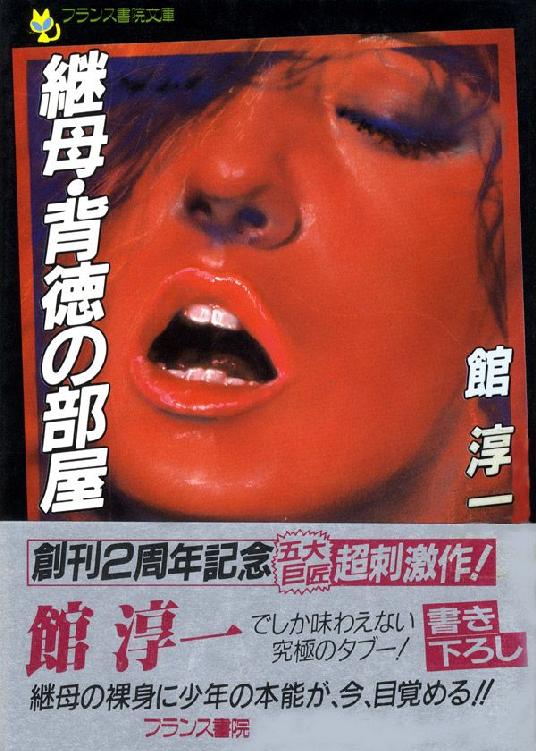 フランス書院文庫
継母・背徳の部屋
館 淳一
創刊2周年記念 五大巨匠 超刺激作!
館 淳一 でしか味わえない
究極のタブー!
書き
下ろし
継母の裸身に少年の本能が、今、目覚める!!
フランス書院